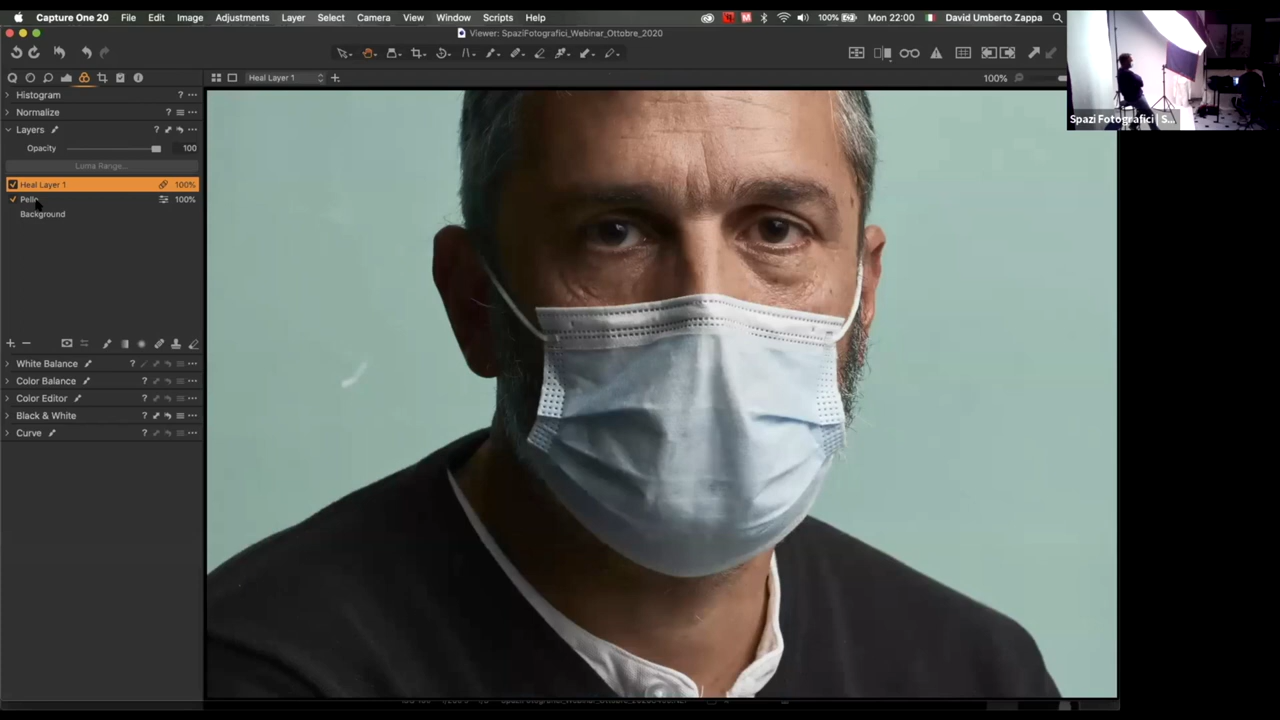 Capture One 20 File Edit Image Adjustments Layer Select Camera View Window Scripts Help 100% Mon 22:00 David Umberto Zappa
Viewer: SpaziFotografici_Webinar_Ottobre_2020
Heal Layer 1 100%
Histogram ?
Normalize ?
Layers ?
Opacity 100
Luma Range...
Heal Layer 1 100%
Pelle 100%
Background
White Balance ?
Color Balance ?
Color Editor ?
Black & White ?
Curve ?
Spazi Fotografici | S...